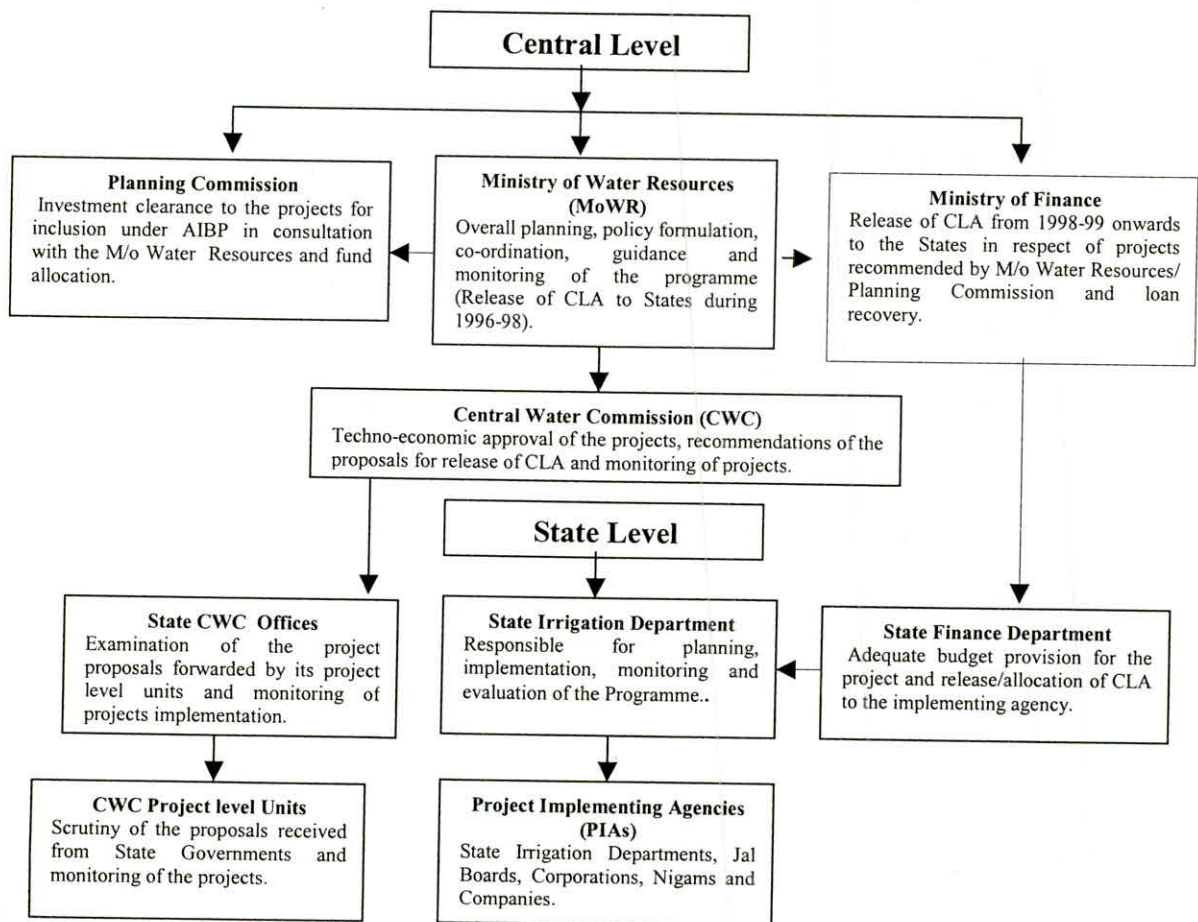 Central Level
Planning Commission
Investment clearance to the projects for
inclusion under AIBP in consultation
with the M/o Water Resources and fund
allocation.
Ministry of Water Resources
(MoWR)
Overall planning, policy formulation,
co-ordination, guidance and
monitoring of the programme
(Release of CLA to States during
1996-98).
Ministry of Finance
Release of CLA from 1998-99 onwards
to the States in respect of projects
recommended by M/o Water Resources/
Planning Commission and loan
recovery.
Central Water Commission (CWC)
Techno-economic approval of the projects, recommendations of the
proposals for release of CLA and monitoring of projects.
State Level
State CWC Offices
Examination of the project
proposals forwarded by its project
level units and monitoring of
projects implementation.
State Irrigation Department
Responsible for planning,
implementation, monitoring and
evaluation of the Programme..
State Finance Department
Adequate budget provision for the
project and release/allocation of CLA
to the implementing agency.
CWC Project level Units
Scrutiny of the proposals received
from State Governments and
monitoring of the projects.
Project Implementing Agencies
(PIAs)
State Irrigation Departments, Jal
Boards, Corporations, Nigams and
Companies.